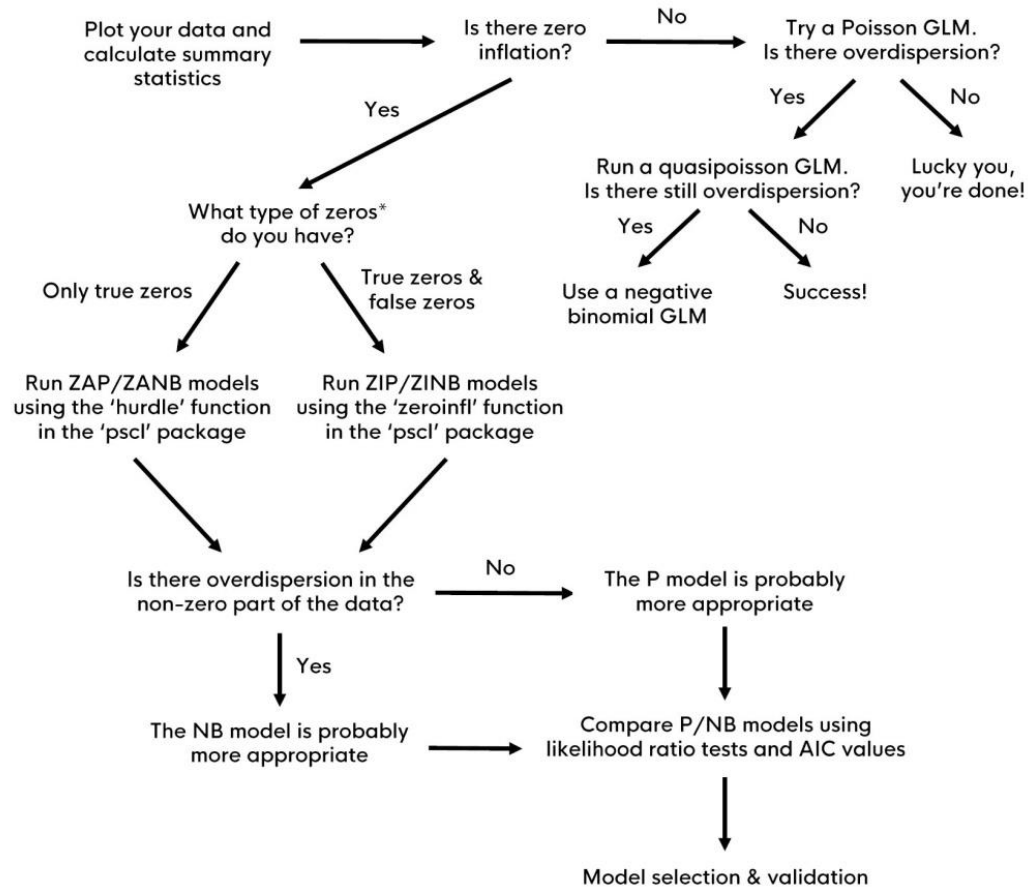 Plot your data and
calculate summary
statistics
Is there zero
inflation?
No
Try a Poisson GLM.
Is there overdispersion?
Yes
Yes
No
Run a quasipoisson GLM.
Is there still overdispersion?
Lucky you,
you're done!
What type of zeros*
do you have?
Yes
No
Only true zeros
True zeros &
false zeros
Use a negative
binomial GLM
Success!
Run ZAP/ZANB models
using the 'hurdle' function
in the 'pscl' package
Run ZIP/ZINB models
using the 'zeroinfl' function
in the 'pscl' package
Is there overdispersion in the
non-zero part of the data?
No
The P model is probably
more appropriate
Yes
The NB model is probably
more appropriate
Compare P/NB models using
likelihood ratio tests and AIC values
Model selection & validation